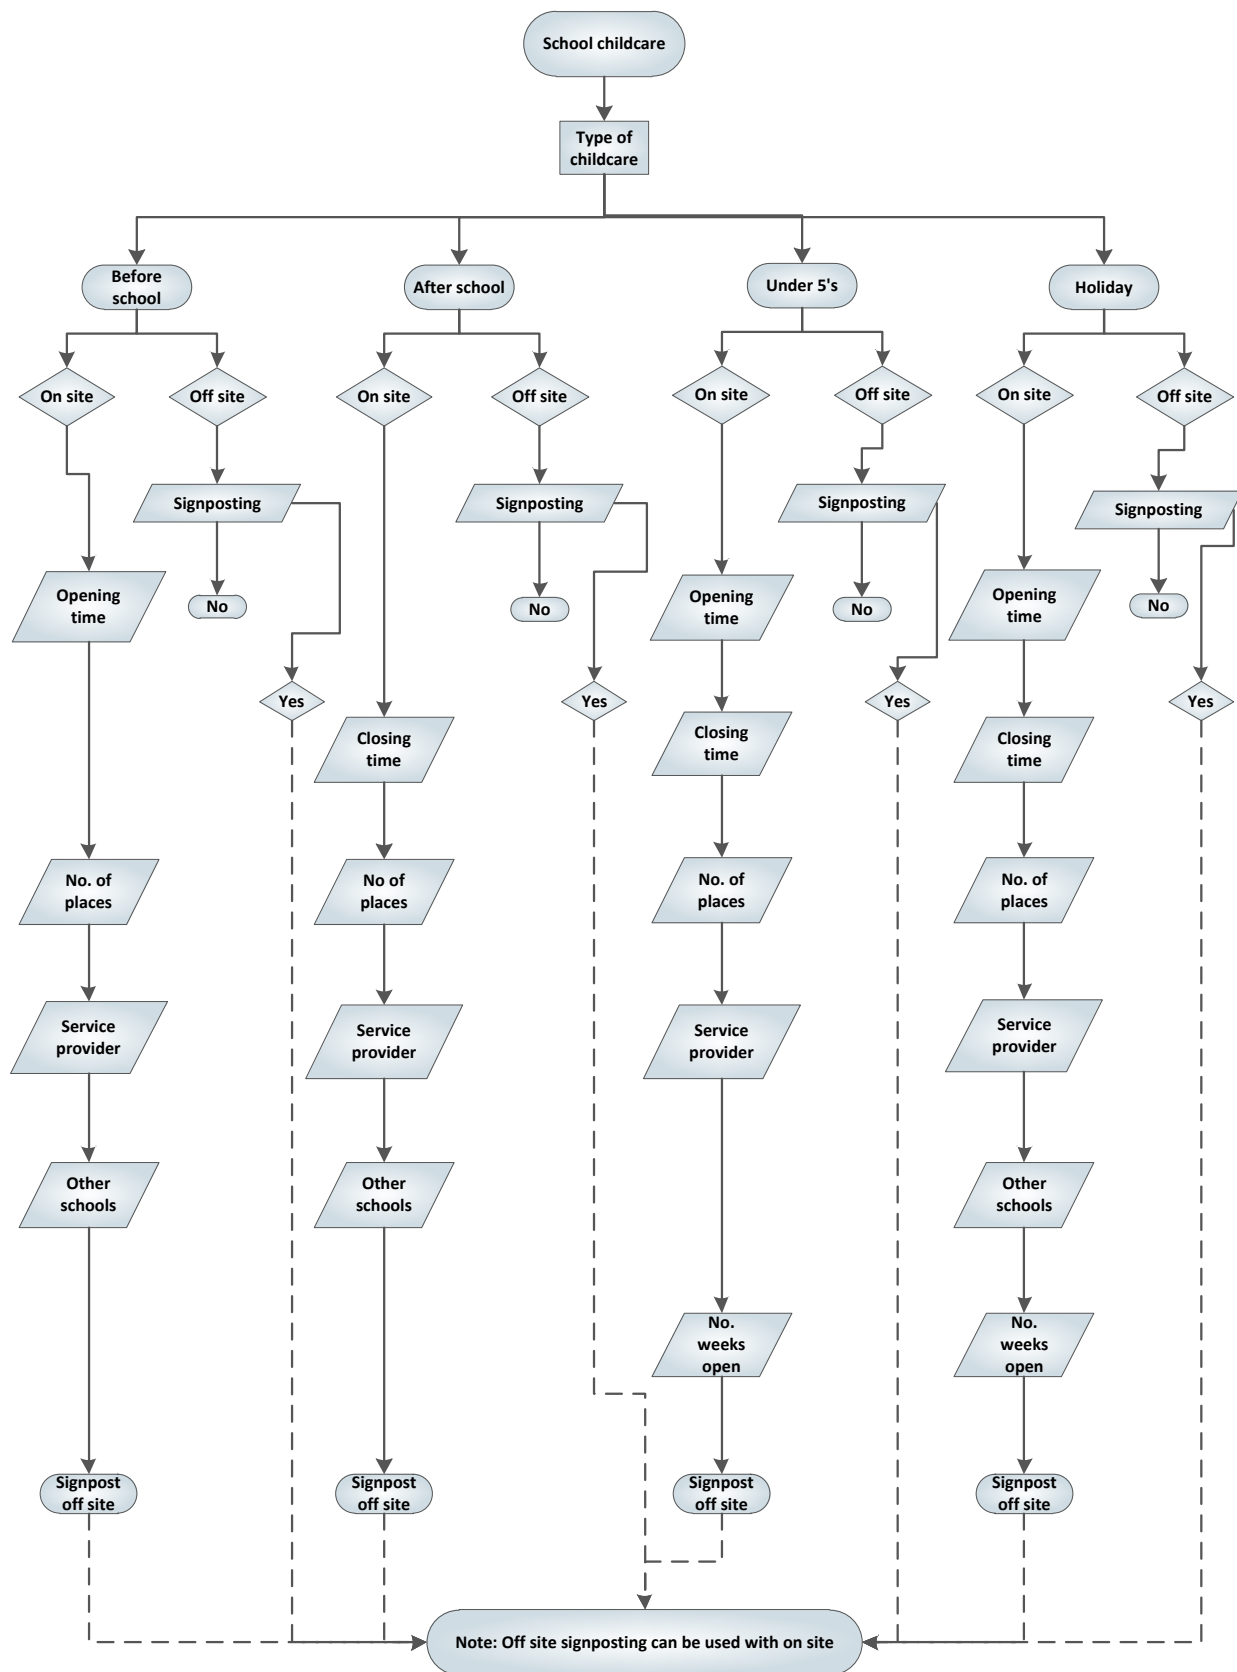 School childcare
Type of
childcare
Before
school
After school
Under 5's
Holiday
On site
Off site
On site
Off site
On site
Off site
On site
Off site
Signposting
Signposting
Signposting
Signposting
Opening
time
No
No
Opening
time
No
Opening
time
No
Yes
Yes
Yes
Yes
Closing
time
Closing
time
Closing
time
No. of
places
No of
places
No. of
places
No. of
places
Service
provider
Service
provider
Service
provider
Service
provider
Other
schools
Other
schools
Other
schools
No.
weeks
open
No.
weeks
open
Signpost
off site
Signpost
off site
Signpost
off site
Signpost
off site
Note: Off site signposting can be used with on site